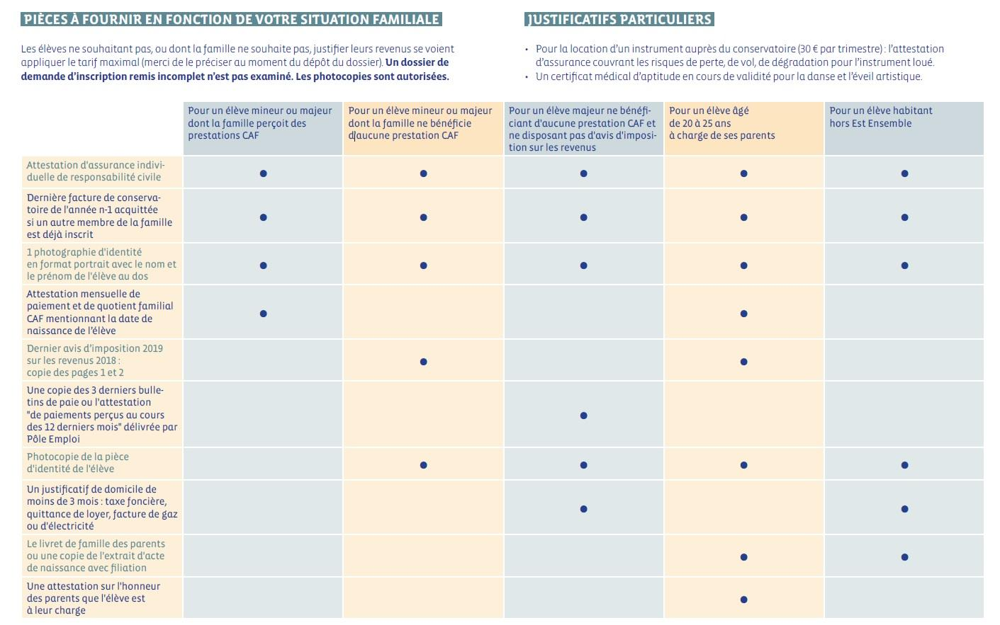 PIÈCES À FOURNIR EN FONCTION DE VOTRE SITUATION FAMILIALE
Les élèves ne souhaitant pas, ou dont la famille ne souhaite pas, justifier leurs revenus se voient
appliquer le tarif maximal (merci de le préciser au moment du dépôt du dossier). Un dossier de
demande d’inscription remis incomplet n’est pas examiné. Les photocopies sont autorisées.
JUSTIFICATIFS PARTICULIERS
• Pour la location d’un instrument auprès du conservatoire (30 € par trimestre) : l’attestation
d’assurance couvrant les risques de perte, de vol, de dégradation pour l’instrument loué.
• Un certificat médical d’aptitude en cours de validité pour la danse et l’éveil artistique.
Pour un élève mineur ou majeur
dont la famille perçoit des
prestations CAF
Pour un élève mineur ou majeur
dont la famille ne bénéficie
d'aucune prestation CAF
Pour un élève majeur ne bénéfi-
ciant d'aucune prestation CAF et
ne disposant pas d'avis d'imposi-
tion sur les revenus
Pour un élève âgé
de 20 à 25 ans
à charge de ses parents
Pour un élève habitant
hors Est Ensemble
Attestation d'assurance indivi-
duelle de responsabilité civile
Dernière facture de conserva-
toire de l'année n-1 acquittée
si un autre membre de la famille
est déjà inscrit
1 photographie d'identité
en format portrait avec le nom et
le prénom de l'élève au dos
Attestation mensuelle de
paiement et de quotient familial
CAF mentionnant la date de
naissance de l’élève
Dernier avis d’imposition 2019
sur les revenus 2018 :
copie des pages 1 et 2
Une copie des 3 derniers bulle-
tins de paie ou l'attestation
"de paiements perçus au cours
des 12 derniers mois" délivrée par
Pôle Emploi
Photocopie de la pièce
d'identité de l'élève
Un justificatif de domicile de
moins de 3 mois : taxe foncière,
quittance de loyer, facture de gaz
ou d'électricité
Le livret de famille des parents
ou une copie de l'extrait d'acte
de naissance avec filiation
Une attestation sur l'honneur
des parents que l'élève est
à leur charge